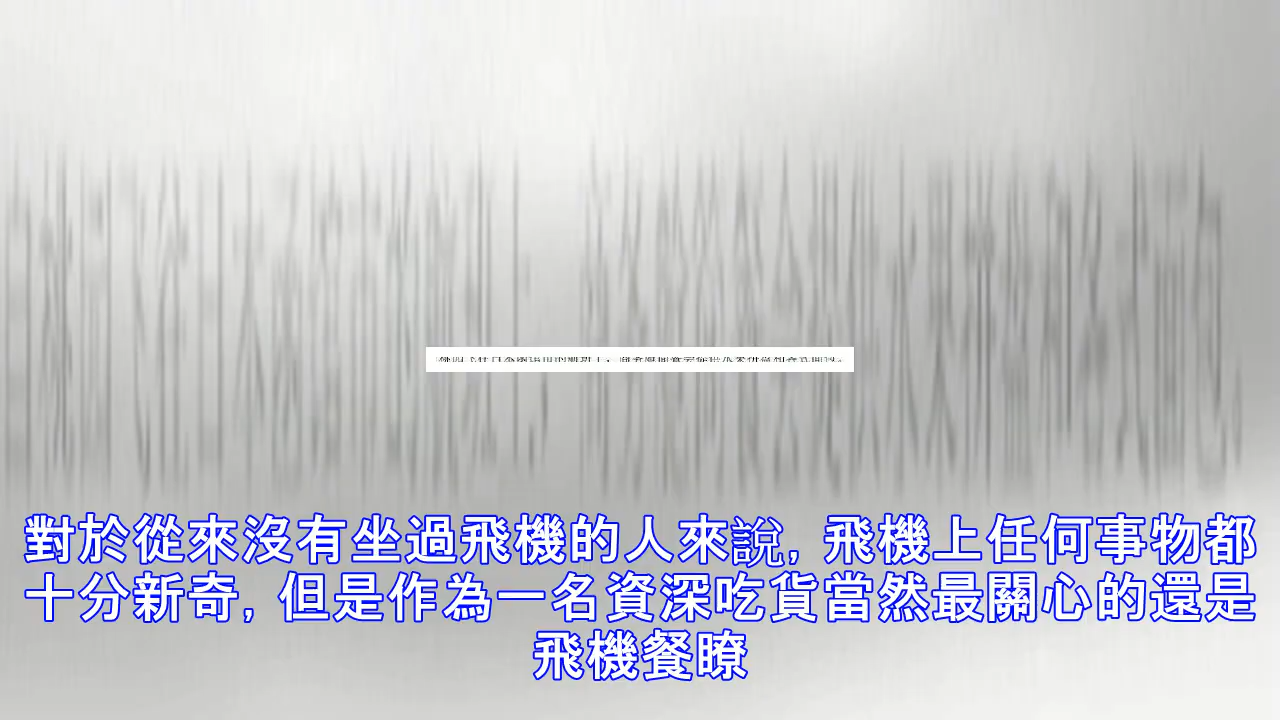 對於從來沒有坐過飛機的人來說, 飛機上任何事物都
十分新奇, 但是作為一名資深吃貨當然最關心的還是
飛機餐瞭